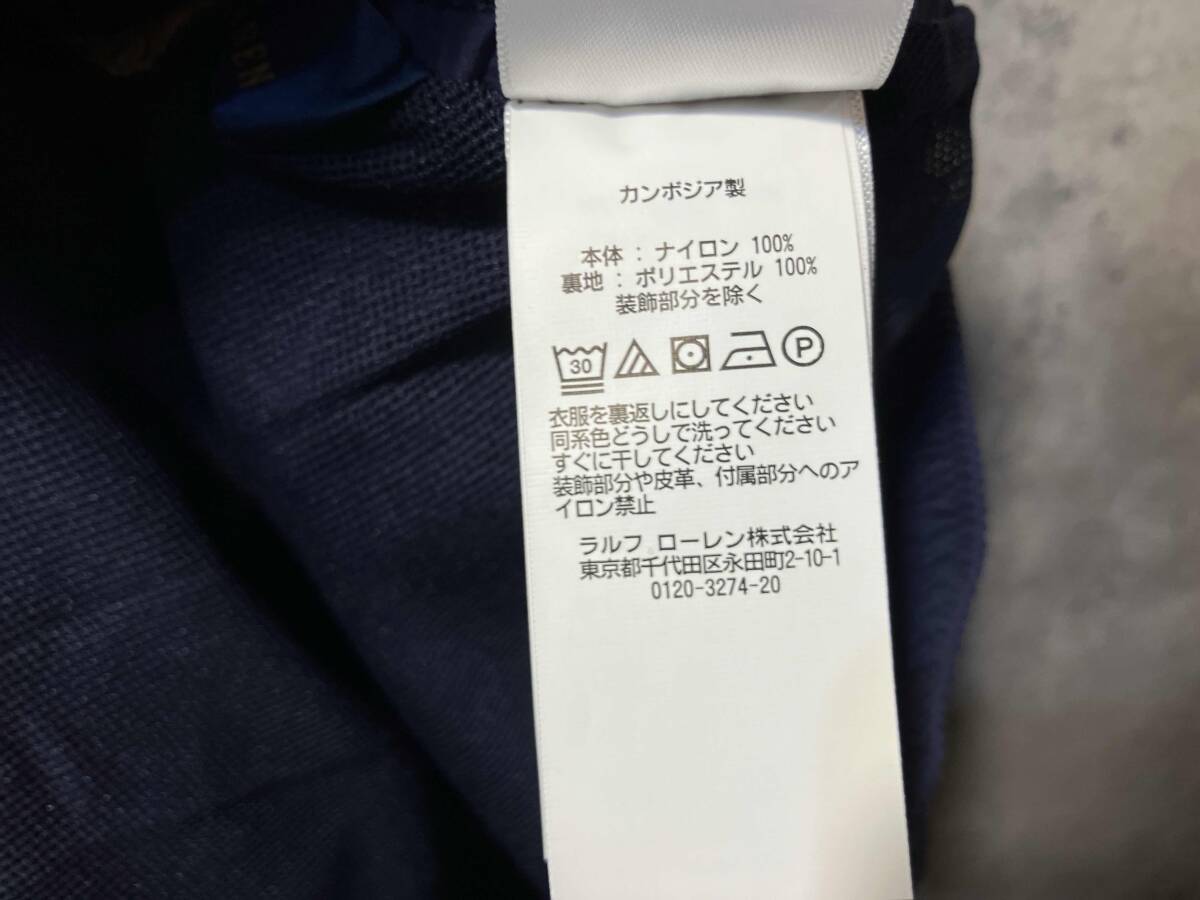 カンボジア製
本体 : ナイロン 100%
裏地 : ポリエステル 100%
装飾部分を除く
30
P
衣服を裏返しにしてください
同系色どうしで洗ってください
すぐに干してください
装飾部分や皮革、付属部分へのア
イロン禁止
ラルフ ローレン株式会社
東京都千代田区永田町2-10-1
0120-3274-20